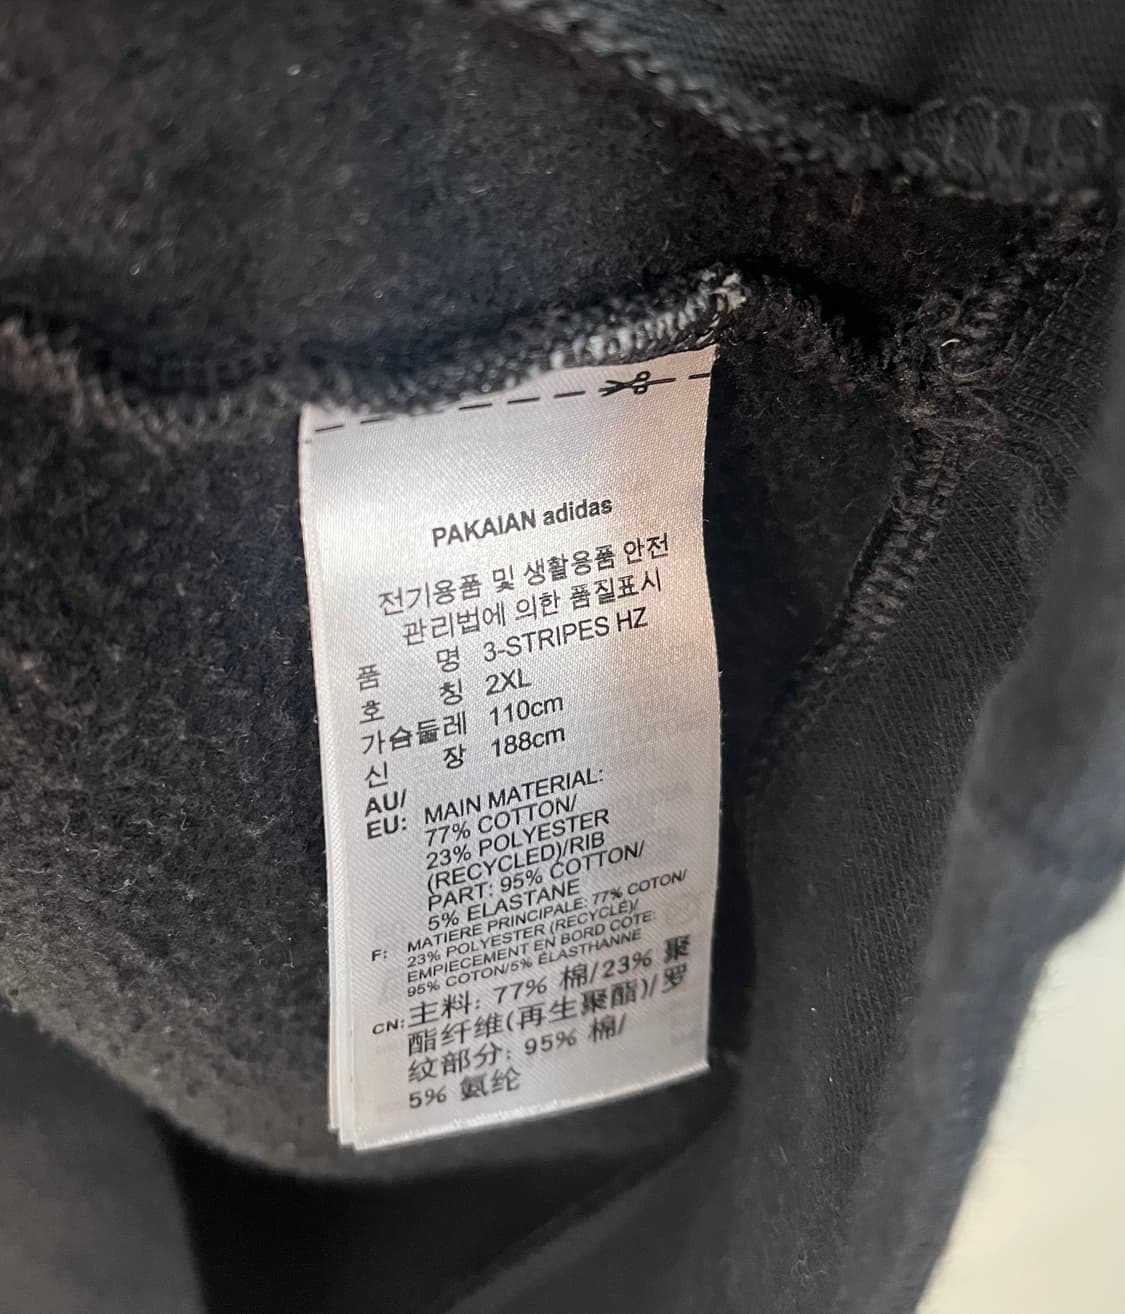 PAKAIAN adidas
전기용품 및 생활용품 안전
관리법에 의한 품질표시
품 명 3-STRIPES HZ
호 칭 2XL
가슴둘레 110cm
신 장 188cm
AU/
EU: MAIN MATERIAL:
77% COTTON/
23% POLYESTER
(RECYCLED)/RIB
PART: 95% COTTON/
5% ELASTANE
F: MATIERE PRINCIPALE: 77% COTON/
23% POLYESTER (RECYCLÉ)/
EMPIECEMENT EN BORD COTE:
95% COTON/5% ÉLASTHANNE
CN: 主料: 77% 棉/23% 聚
酯纤维(再生聚酯)/罗
纹部分: 95% 棉/
5% 氨纶